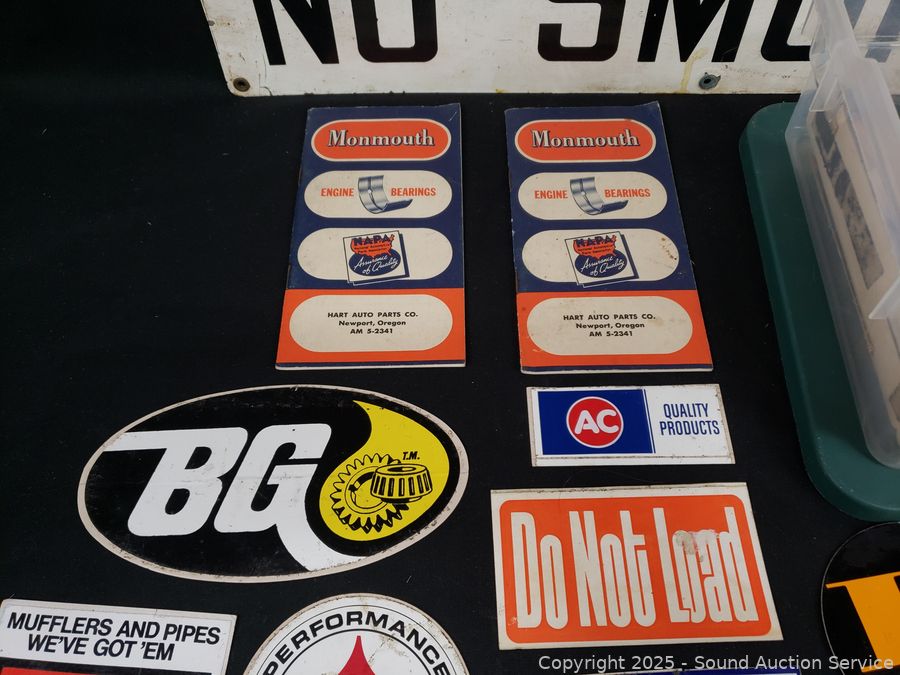 NO SMO
Monmouth
ENGINE BEARINGS
NAPA
Assurance
of Quality
HART AUTO PARTS CO.
Newport, Oregon
AM 5-2341
Monmouth
ENGINE BEARINGS
NAPA
Assurance
of Quality
HART AUTO PARTS CO.
Newport, Oregon
AM 5-2341
BG
T.M.
AC
QUALITY
PRODUCTS
Do Not Load
MUFFLERS AND PIPES
WE'VE GOT 'EM
PERFORMANCE
Copyright © 2025 - Sound Auction Service